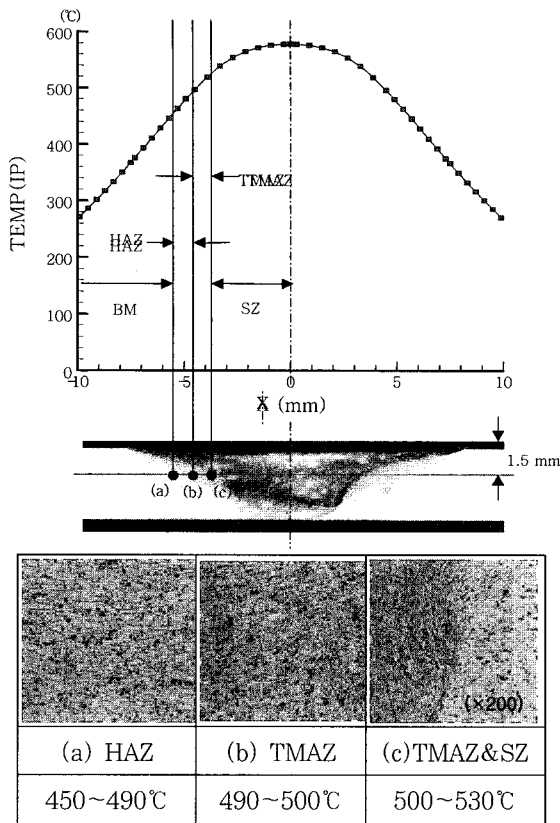 (℃)
600
500
400
300
200
100
0
TEMP(IP)
TMAZ
HAZ
HAZ
BM
SZ
-10
-5
0
5
10
X (mm)
1.5 mm
(a)
(b)
(c)
(×200)
(a) HAZ
(b) TMAZ
(c)TMAZ&SZ
450~490℃
490~500℃
500~530℃